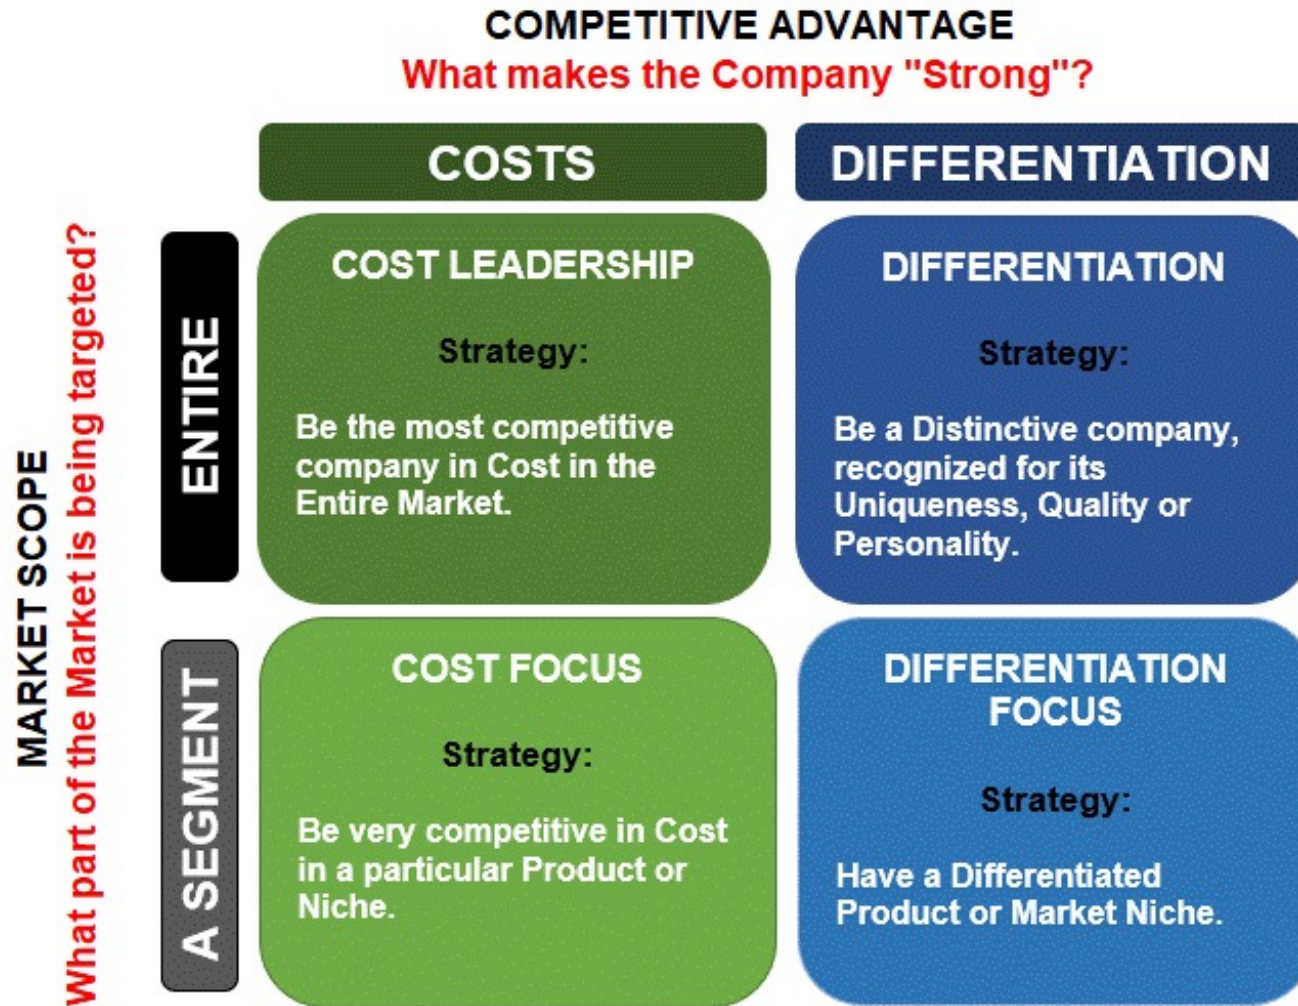 COMPETITIVE ADVANTAGE
What makes the Company "Strong"?
COSTS
DIFFERENTIATION
MARKET SCOPE
What part of the Market is being targeted?
ENTIRE
COST LEADERSHIP
Strategy:
Be the most competitive
company in Cost in the
Entire Market.
DIFFERENTIATION
Strategy:
Be a Distinctive company,
recognized for its
Uniqueness, Quality or
Personality.
A SEGMENT
COST FOCUS
Strategy:
Be very competitive in Cost
in a particular Product or
Niche.
DIFFERENTIATION
FOCUS
Strategy:
Have a Differentiated
Product or Market Niche.